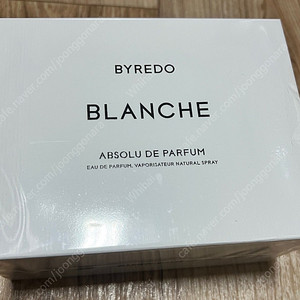 BYREDO
BLANCHE
ABSOLU DE PARFUM
EAU DE PARFUM, VAPORISATEUR NATURAL SPRAY